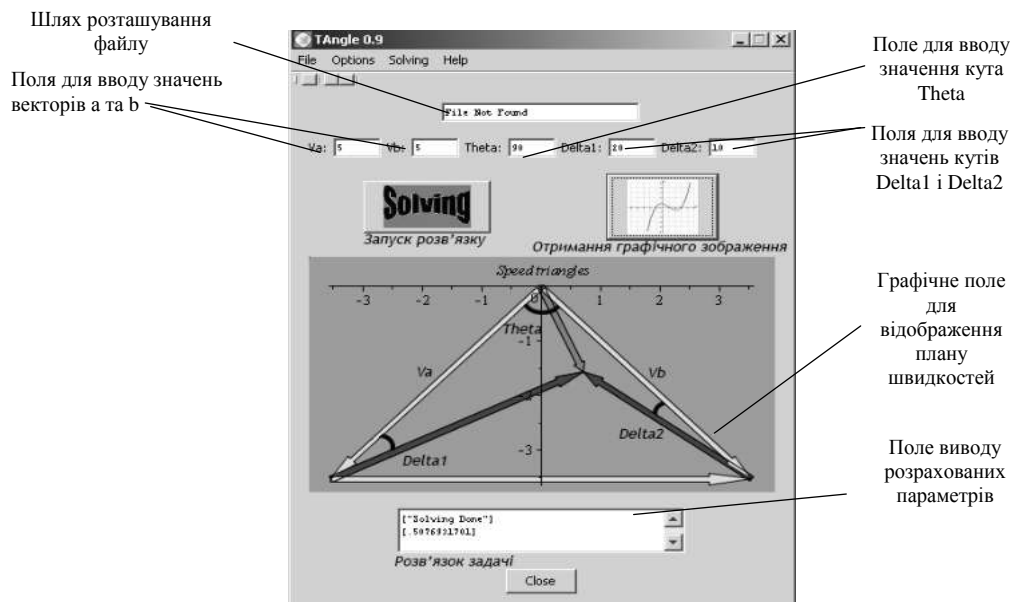 Шлях розташування
файлу
Поля для вводу значень
векторів a та b
TAngle 0.9
File Options Solving Help
File Not Found
Va: 5 Vb: 5 Theta: 90 Delta1: 20 Delta2: 10
Поле для вводу
значення кута
Theta
Поля для вводу
значень кутів
Delta1 і Delta2
Solving
Запуск розв'язку
Отримання графічного зображення
Speed triangles
-3 -2 -1 0 1 2 3
Theta
-1
Va
Vb
Delta2
Delta1
-3
Графічне поле
для
відображення
плану
швидкостей
Поле виводу
розрахованих
параметрів
["Solving Done"]
Розв'язок задачі
Close